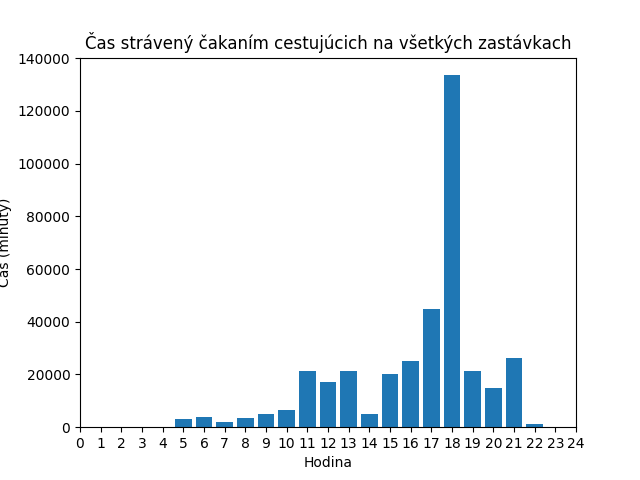 Čas strávený čakaním cestujúcich na všetkých zastávkach
140000
120000
100000
80000
60000
40000
20000
0
Čas (minúty)
0 1 2 3 4 5 6 7 8 9 10 11 12 13 14 15 16 17 18 19 20 21 22 23 24
Hodina